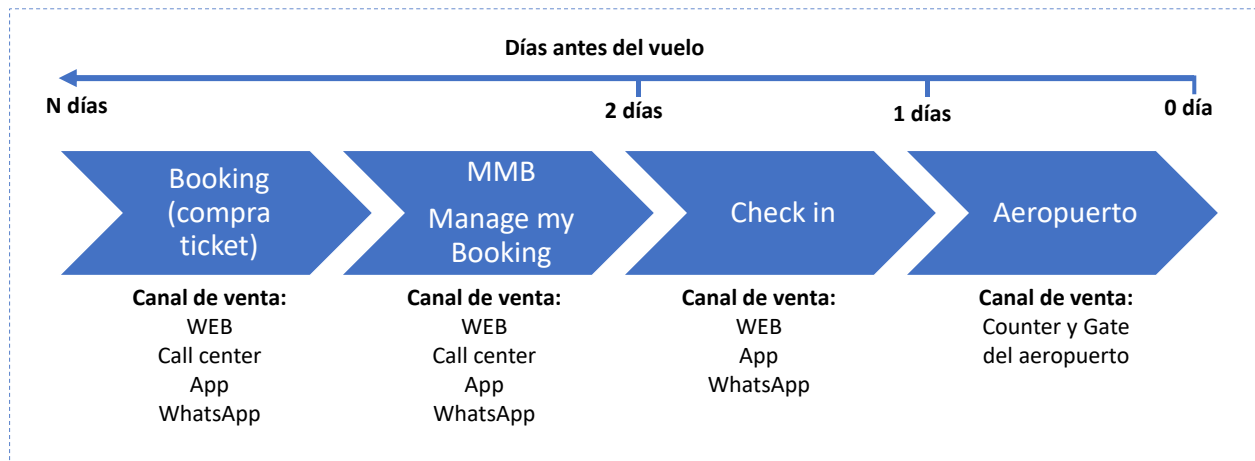 Días antes del vuelo
N días
2 días
1 días
0 día
Booking
(compra
ticket)
MMB
Manage my
Booking
Check in
Aeropuerto
Canal de venta:
WEB
Call center
App
WhatsApp
Canal de venta:
WEB
Call center
App
WhatsApp
Canal de venta:
WEB
App
WhatsApp
Canal de venta:
Counter y Gate
del aeropuerto